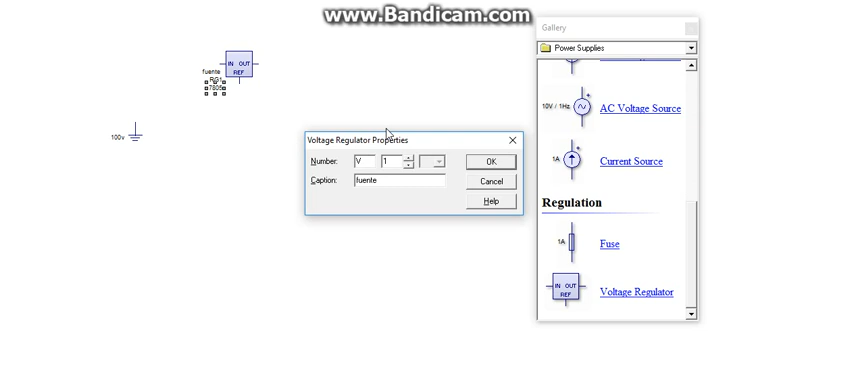 www.Bandicam.com
Gallery
Power Supplies
IN OUT
REF
fuente
RG1
7805
100v
10V / 1Hz
AC Voltage Source
1A
Current Source
Regulation
1A
Fuse
IN OUT
REF
Voltage Regulator
Voltage Regulator Properties
Number:
V
1
OK
Caption:
fuente
Cancel
Help